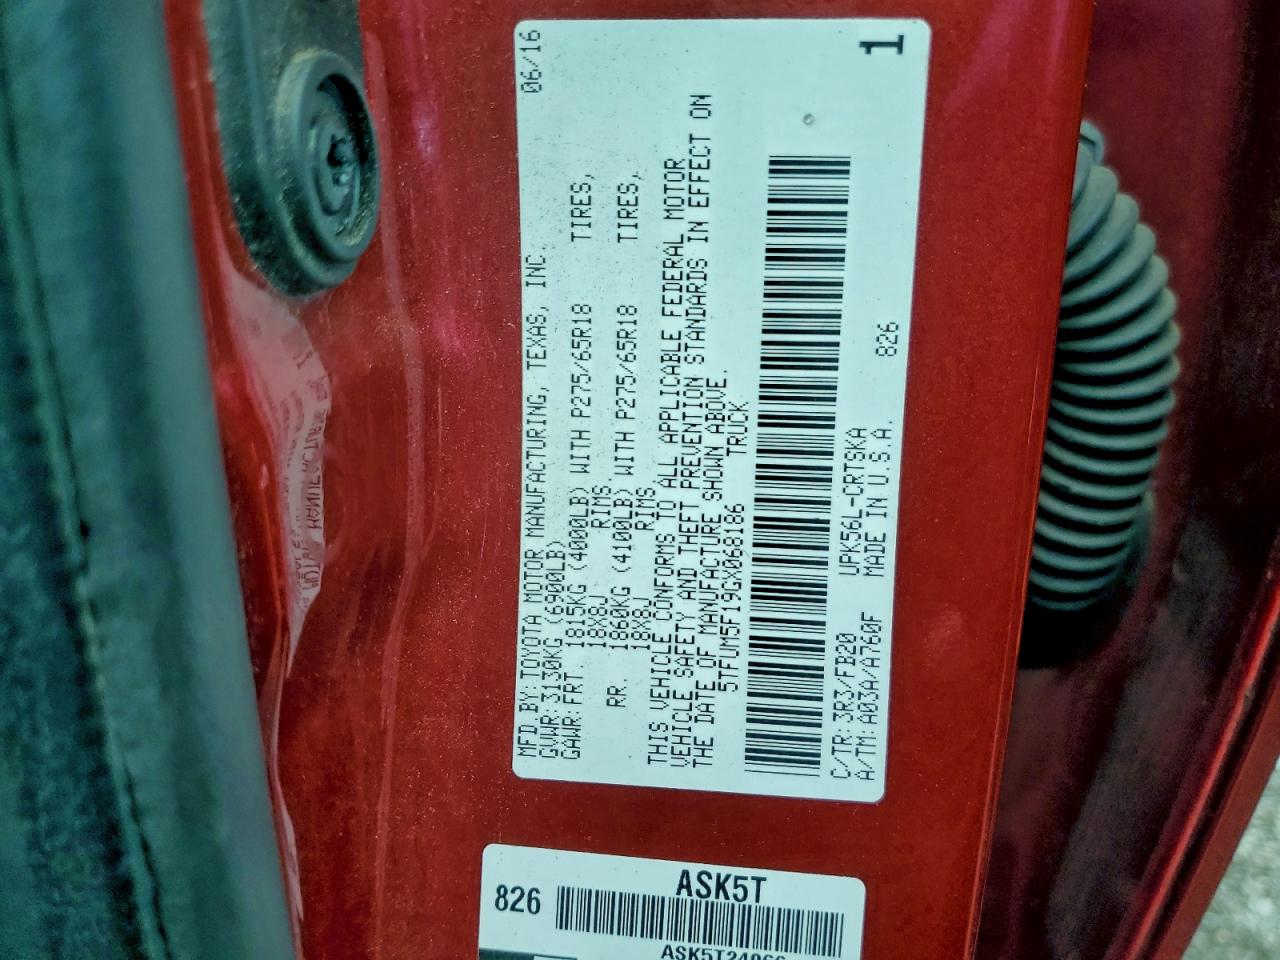 MFD BY: TOYOTA MOTOR MANUFACTURING, TEXAS, INC. 06/16
GVWR: 3130KG (6900LB)
GAWR: FRT. 1815KG (4000LB) WITH P275/65R18 TIRES,
18X8J RIMS.
RR. 1860KG (4100LB) WITH P275/65R18 TIRES,
18X8J RIMS.
THIS VEHICLE CONFORMS TO ALL APPLICABLE FEDERAL MOTOR
VEHICLE SAFETY AND THEFT PREVENTION STANDARDS IN EFFECT ON
THE DATE OF MANUFACTURE SHOWN ABOVE.
5TFUM5F19GX068186 TRUCK
C/TR: 3R3/FB20 UPK56L-CRTSKA 826
A/TM: A03A/A760F MADE IN U.S.A.
1
ASK5T
826